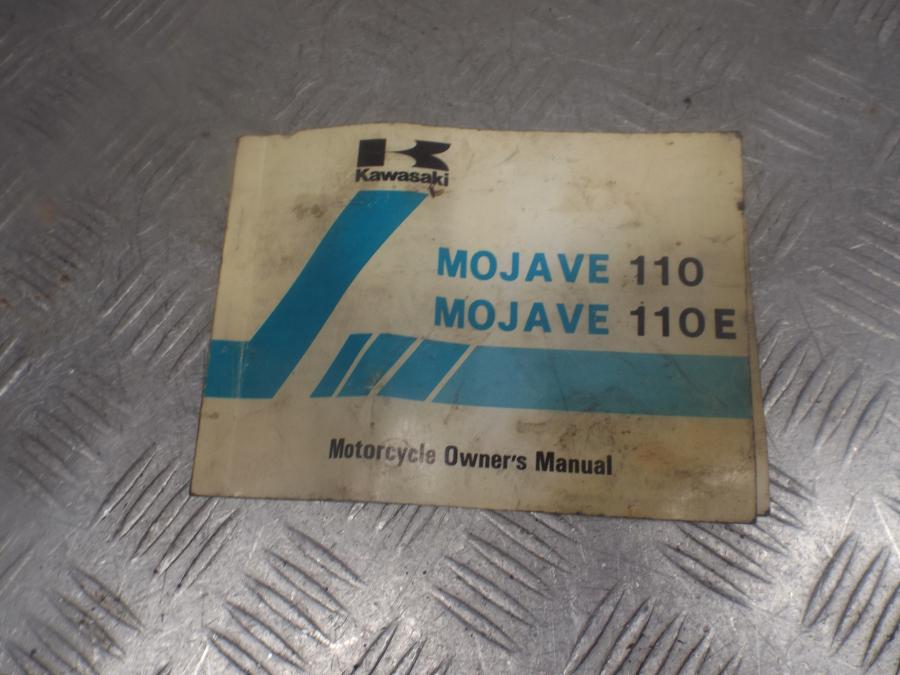 Kawasaki
MOJAVE 110
MOJAVE 110E
Motorcycle Owner's Manual